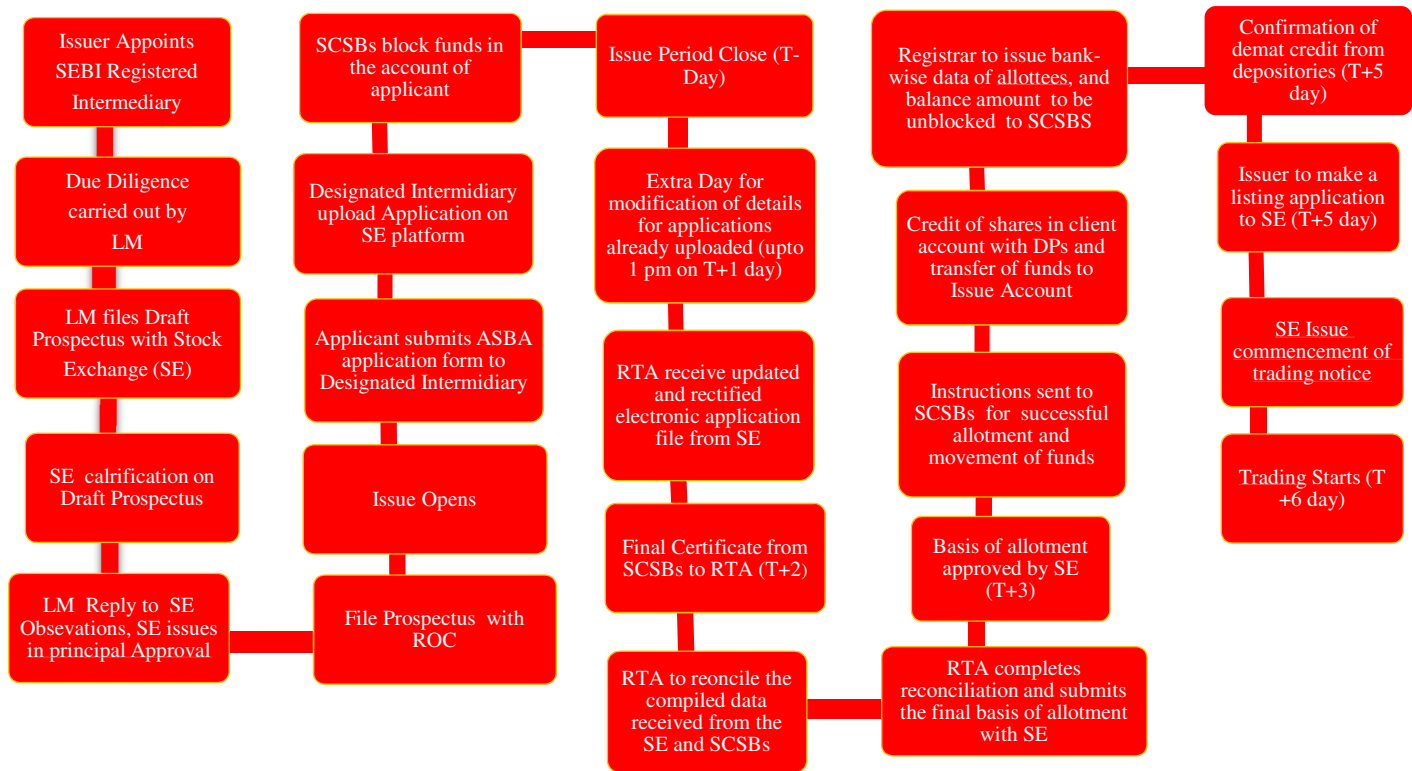 Issuer Appoints
SEBI Registered
Intermediary
Due Diligence
carried out by
LM
LM files Draft
Prospectus with Stock
Exchange (SE)
SE calrification on
Draft Prospectus
LM Reply to SE
Obsevations, SE issues
in principal Approval
File Prospectus with
ROC
Issue Opens
Applicant submits ASBA
application form to
Designated Intermidiary
Designated Intermidiary
upload Application on
SE platform
SCSBs block funds in
the account of
applicant
Issue Period Close (T-
Day)
Extra Day for
modification of details
for applications
already uploaded (upto
1 pm on T+1 day)
RTA receive updated
and rectified
electronic application
file from SE
Final Certificate from
SCSBs to RTA (T+2)
RTA to reoncile the
compiled data
received from the
SE and SCSBs
RTA completes
reconciliation and submits
the final basis of allotment
with SE
Basis of allotment
approved by SE
(T+3)
Instructions sent to
SCSBs for successful
allotment and
movement of funds
Credit of shares in client
account with DPs and
transfer of funds to
Issue Account
Registrar to issue bank-
wise data of allottees, and
balance amount to be
unblocked to SCSBS
Confirmation of
demat credit from
depositories (T+5
day)
Issuer to make a
listing application
to SE (T+5 day)
SE Issue
commencement of
trading notice
Trading Starts (T
+6 day)